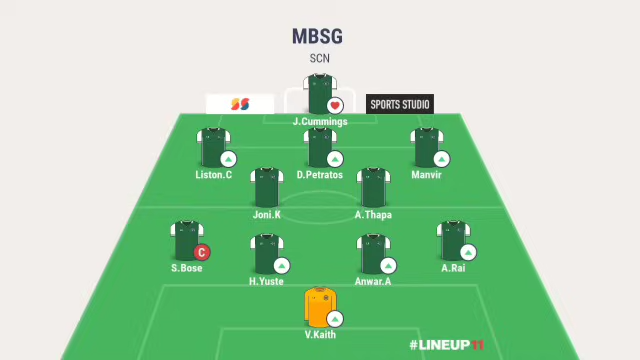 MBSG
SCN
SPORTS STUDIO
J.Cummings
Liston.C
D.Petratos
Manvir
Joni.K
A.Thapa
S.Bose
C
H.Yuste
Anwar.A
A.Rai
V.Kaith
#LINEUP11